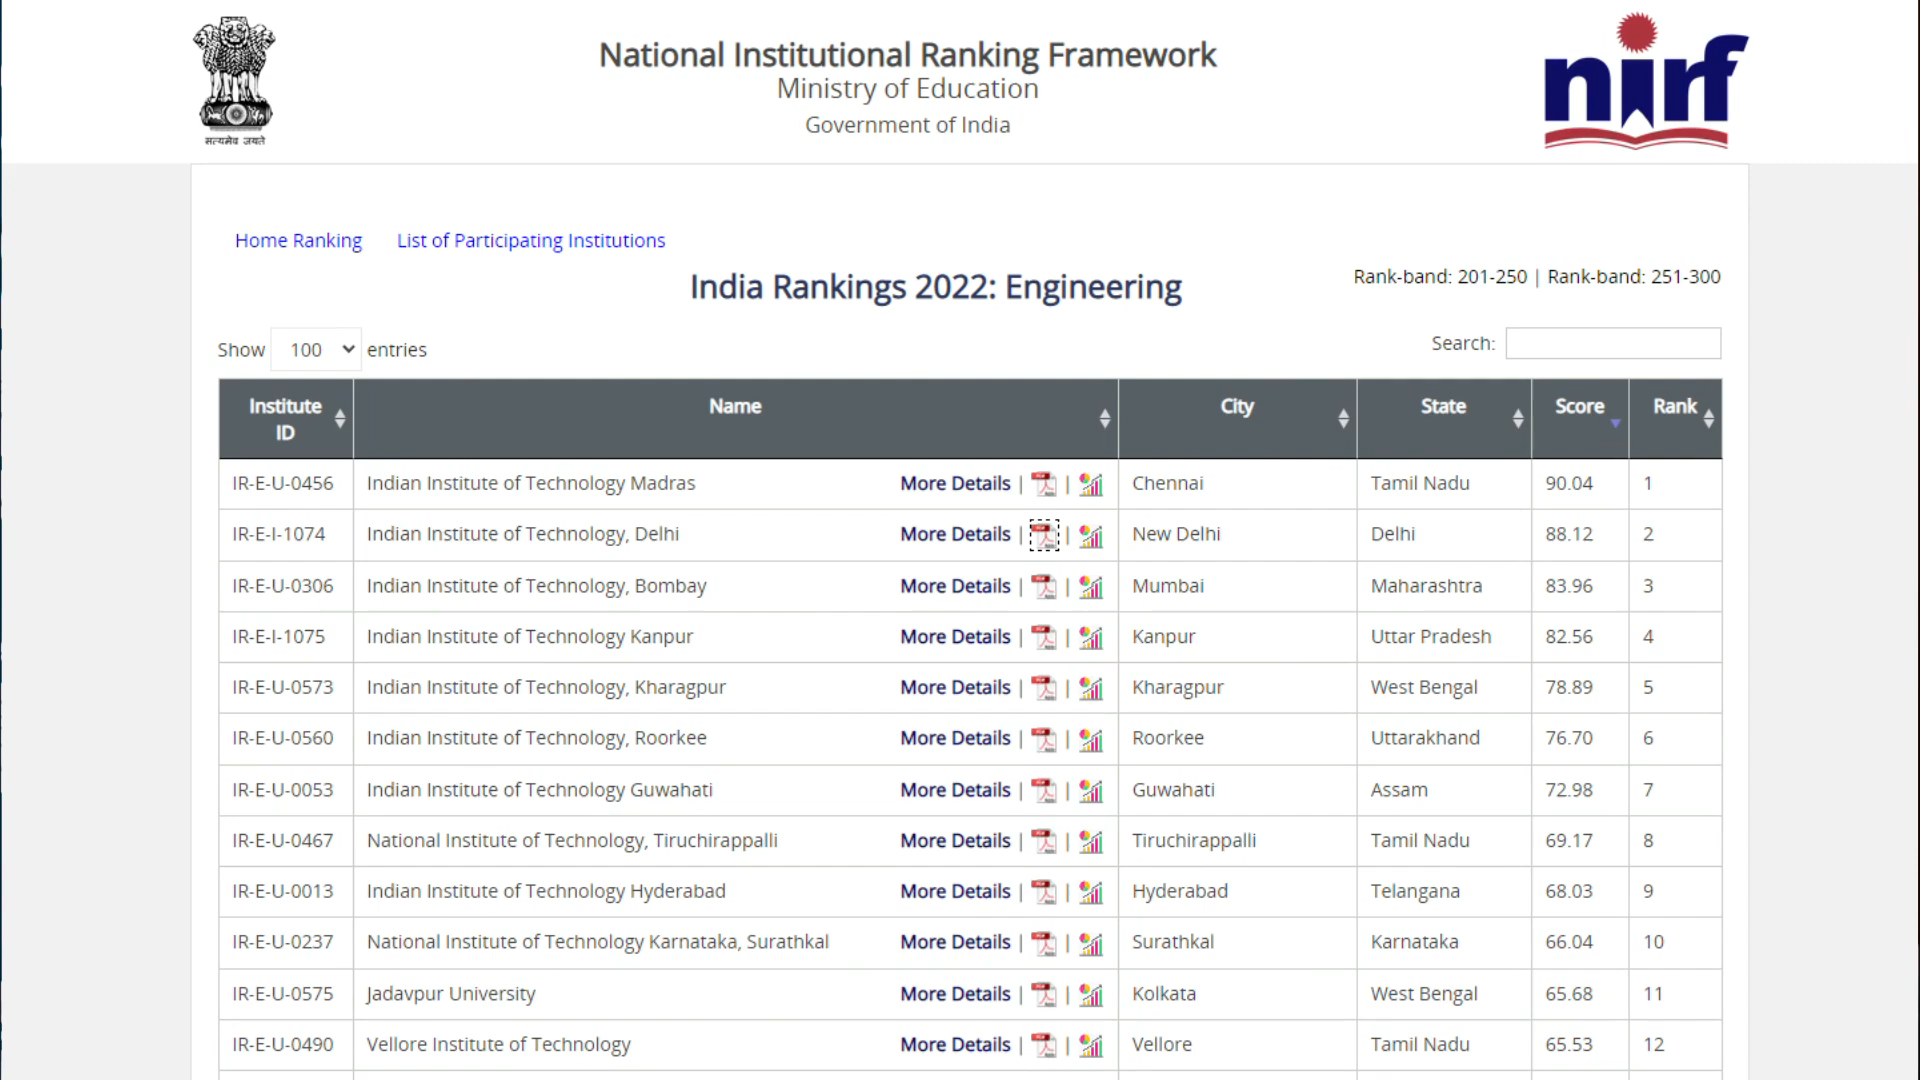 National Institutional Ranking Framework
Ministry of Education
Government of India
सत्यमेव जयते
nirf
Home Ranking List of Participating Institutions
India Rankings 2022: Engineering
Rank-band: 201-250 | Rank-band: 251-300
Show 100 entries
Search:
Institute ID Name City State Score Rank
IR-E-U-0456 Indian Institute of Technology Madras More Details | | Chennai Tamil Nadu 90.04 1
IR-E-I-1074 Indian Institute of Technology, Delhi More Details | | New Delhi Delhi 88.12 2
IR-E-U-0306 Indian Institute of Technology, Bombay More Details | | Mumbai Maharashtra 83.96 3
IR-E-I-1075 Indian Institute of Technology Kanpur More Details | | Kanpur Uttar Pradesh 82.56 4
IR-E-U-0573 Indian Institute of Technology, Kharagpur More Details | | Kharagpur West Bengal 78.89 5
IR-E-U-0560 Indian Institute of Technology, Roorkee More Details | | Roorkee Uttarakhand 76.70 6
IR-E-U-0053 Indian Institute of Technology Guwahati More Details | | Guwahati Assam 72.98 7
IR-E-U-0467 National Institute of Technology, Tiruchirappalli More Details | | Tiruchirappalli Tamil Nadu 69.17 8
IR-E-U-0013 Indian Institute of Technology Hyderabad More Details | | Hyderabad Telangana 68.03 9
IR-E-U-0237 National Institute of Technology Karnataka, Surathkal More Details | | Surathkal Karnataka 66.04 10
IR-E-U-0575 Jadavpur University More Details | | Kolkata West Bengal 65.68 11
IR-E-U-0490 Vellore Institute of Technology More Details | | Vellore Tamil Nadu 65.53 12